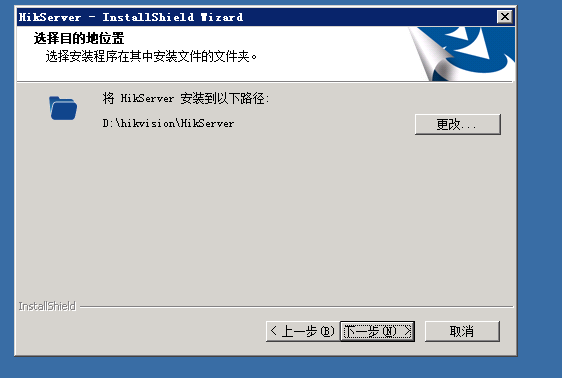 HikServer - InstallShield Wizard
选择目的地位置
选择安装程序在其中安装文件的文件夹。
将 HikServer 安装到以下路径:
D:\hikvision\HikServer
更改...
InstallShield
< 上一步(B)
下一步(N) >
取消